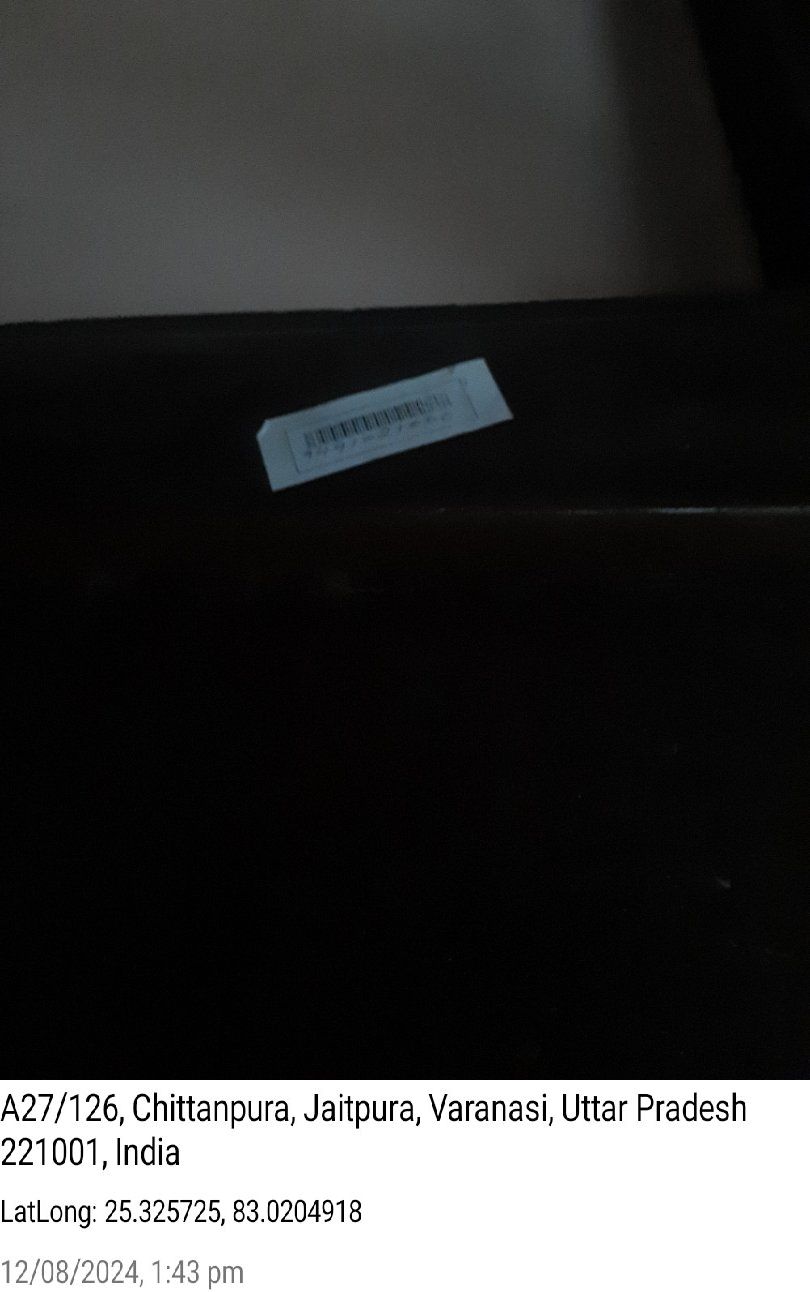 A27/126, Chittanpura, Jaitpura, Varanasi, Uttar Pradesh
221001, India
LatLong: 25.325725, 83.0204918
12/08/2024, 1:43 pm